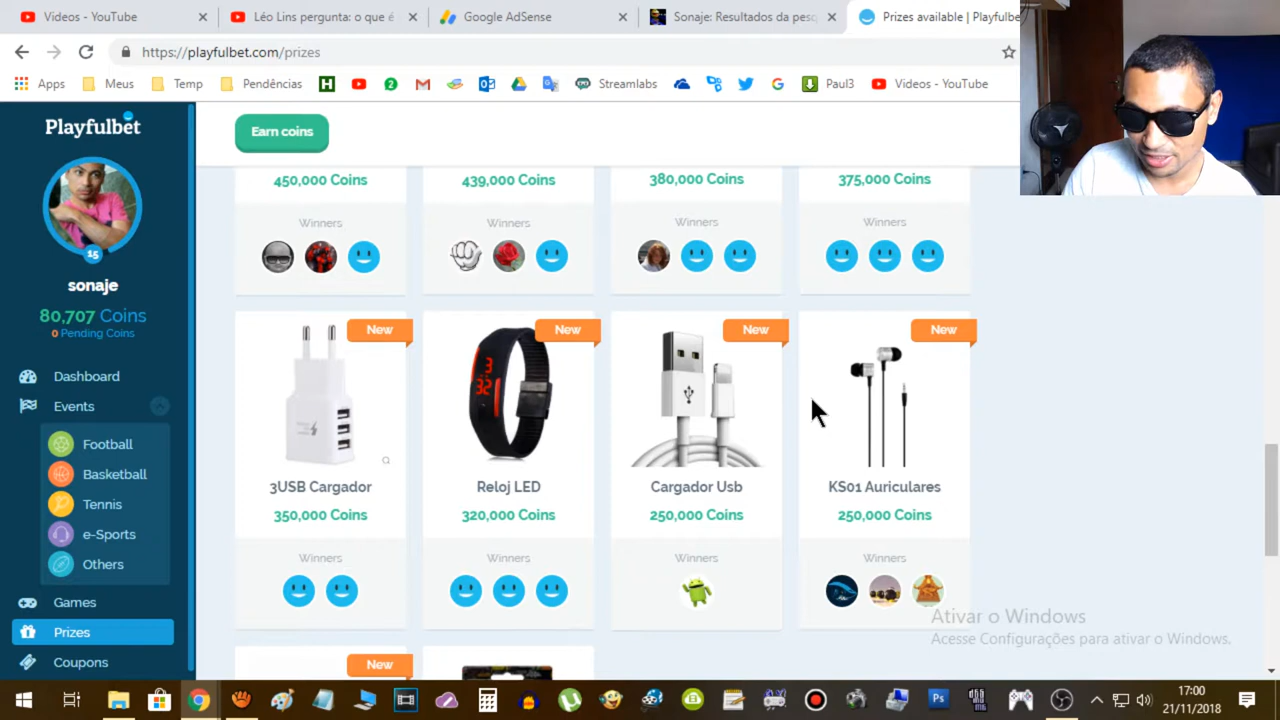 Videos - YouTube
Léo Lins pergunta: o que é
Google AdSense
Sonaje: Resultados da pesq
Prizes available | Playfulbe
https://playfulbet.com/prizes
Apps
Meus
Temp
Pendências
H
2
Streamlabs
Paul3
Videos - YouTube
Playfulbet
15
sonaje
80,707 Coins
0 Pending Coins
Dashboard
Events
Football
Basketball
Tennis
e-Sports
Others
Games
Prizes
Coupons
Earn coins
450,000 Coins
439,000 Coins
380,000 Coins
375,000 Coins
Winners
Winners
Winners
Winners
New
New
New
New
3 32
3USB Cargador
Reloj LED
Cargador Usb
KS01 Auriculares
350,000 Coins
320,000 Coins
250,000 Coins
250,000 Coins
Winners
Winners
Winners
Winners
New
Ativar o Windows
Acesse Configurações para ativar o Windows.
Ps
17:00
21/11/2018